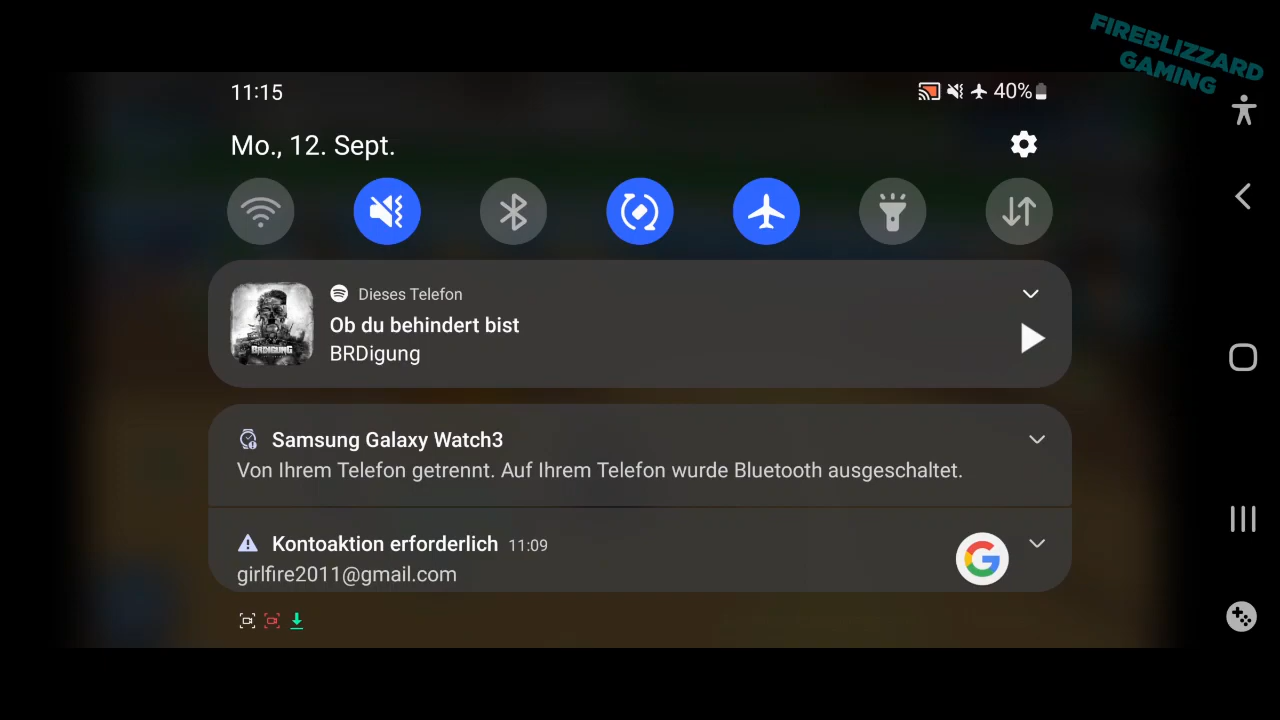 FIREBLIZZARD
GAMING
11:15
40%
Mo., 12. Sept.
Dieses Telefon
Ob du behindert bist
BRDigung
BRDIGUNG
Samsung Galaxy Watch3
Von Ihrem Telefon getrennt. Auf Ihrem Telefon wurde Bluetooth ausgeschaltet.
Kontoaktion erforderlich 11:09
girlfire2011@gmail.com